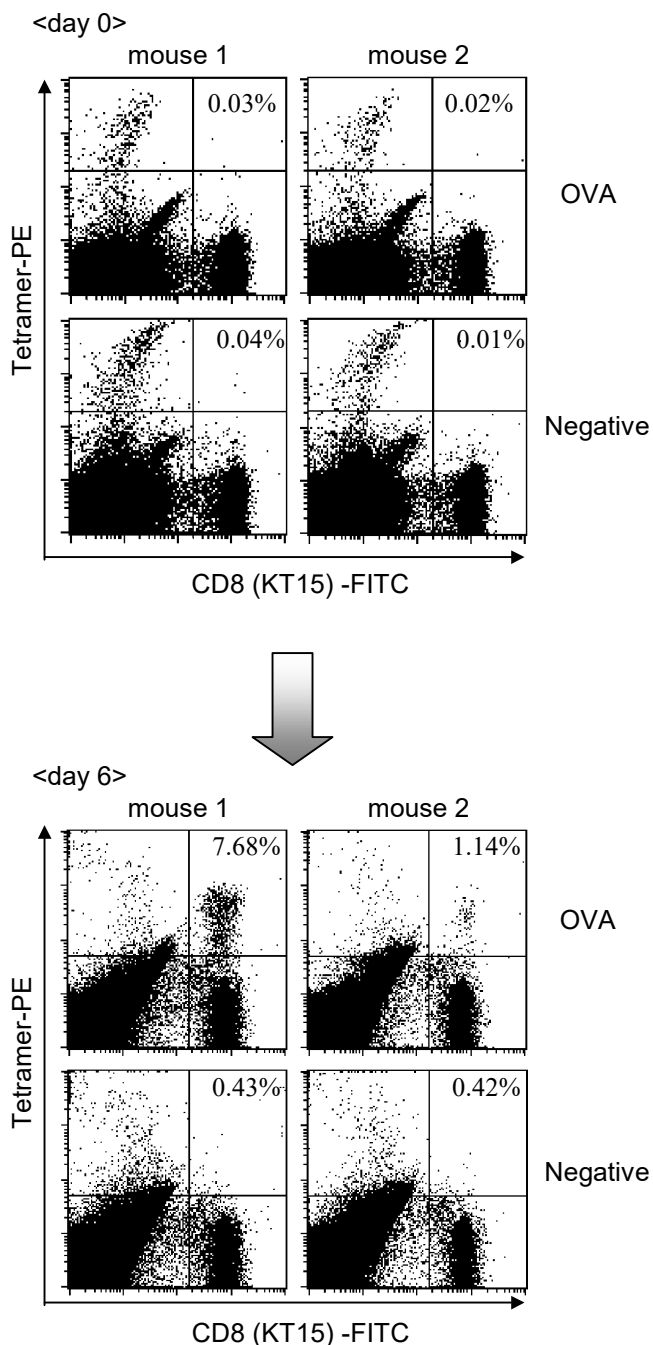 <day 0>
mouse 1 mouse 2
0.03% 0.02%
OVA
Tetramer-PE
0.04% 0.01%
Negative
CD8 (KT15) -FITC
<day 6>
mouse 1 mouse 2
7.68% 1.14%
OVA
Tetramer-PE
0.43% 0.42%
Negative
CD8 (KT15) -FITC